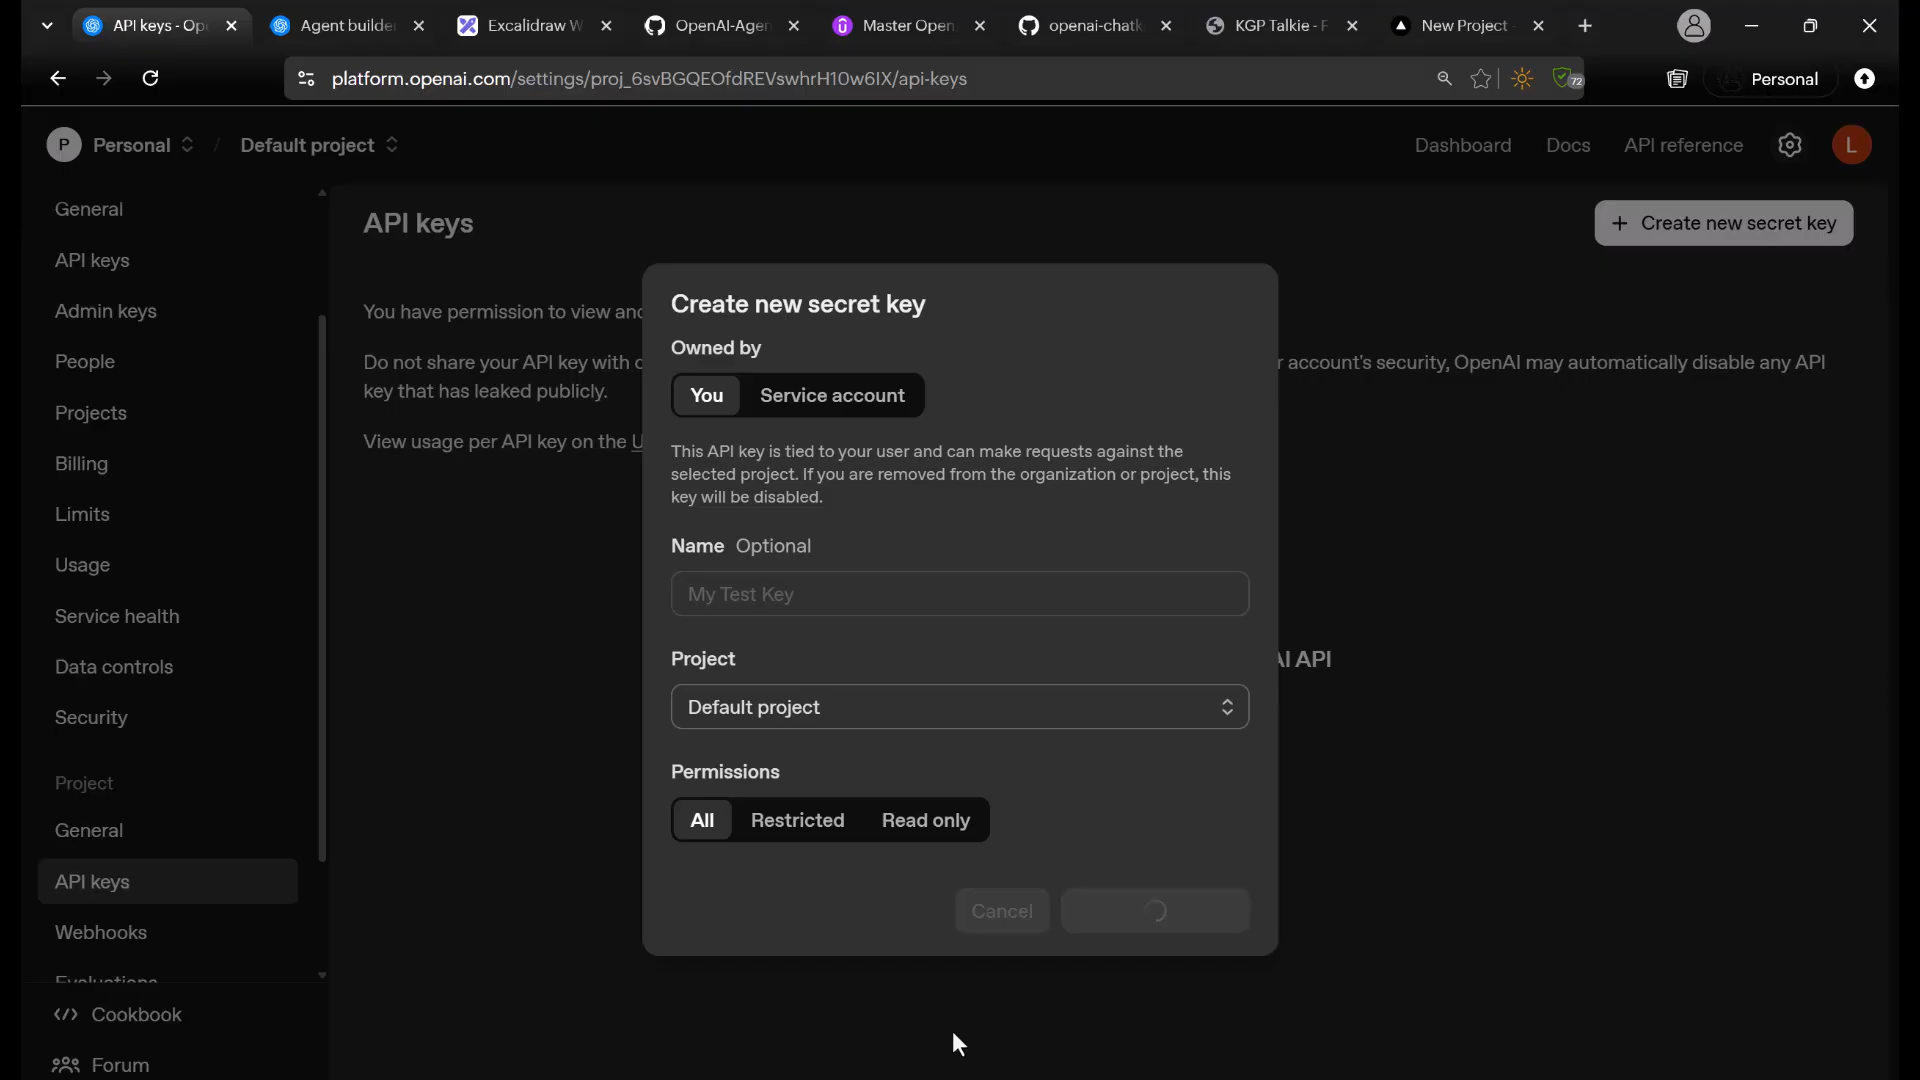 API keys - Op
Agent builde
Excalidraw W
OpenAI-Agen
Master Open
openai-chatk
KGP Talkie - F
New Project
platform.openai.com/settings/proj_6svBGQEOfdREVswhrH10w6IX/api-keys
72
Personal
P
Personal
/
Default project
Dashboard
Docs
API reference
L
General
API keys
Admin keys
People
Projects
Billing
Limits
Usage
Service health
Data controls
Security
Project
General
API keys
Webhooks
Evaluations
Cookbook
Forum
API keys
+ Create new secret key
You have permission to view and
Do not share your API key with o
r account's security, OpenAI may automatically disable any API
key that has leaked publicly.
View usage per API key on the U
AI API
Create new secret key
Owned by
You
Service account
This API key is tied to your user and can make requests against the
selected project. If you are removed from the organization or project, this
key will be disabled.
Name Optional
My Test Key
Project
Default project
Permissions
All
Restricted
Read only
Cancel